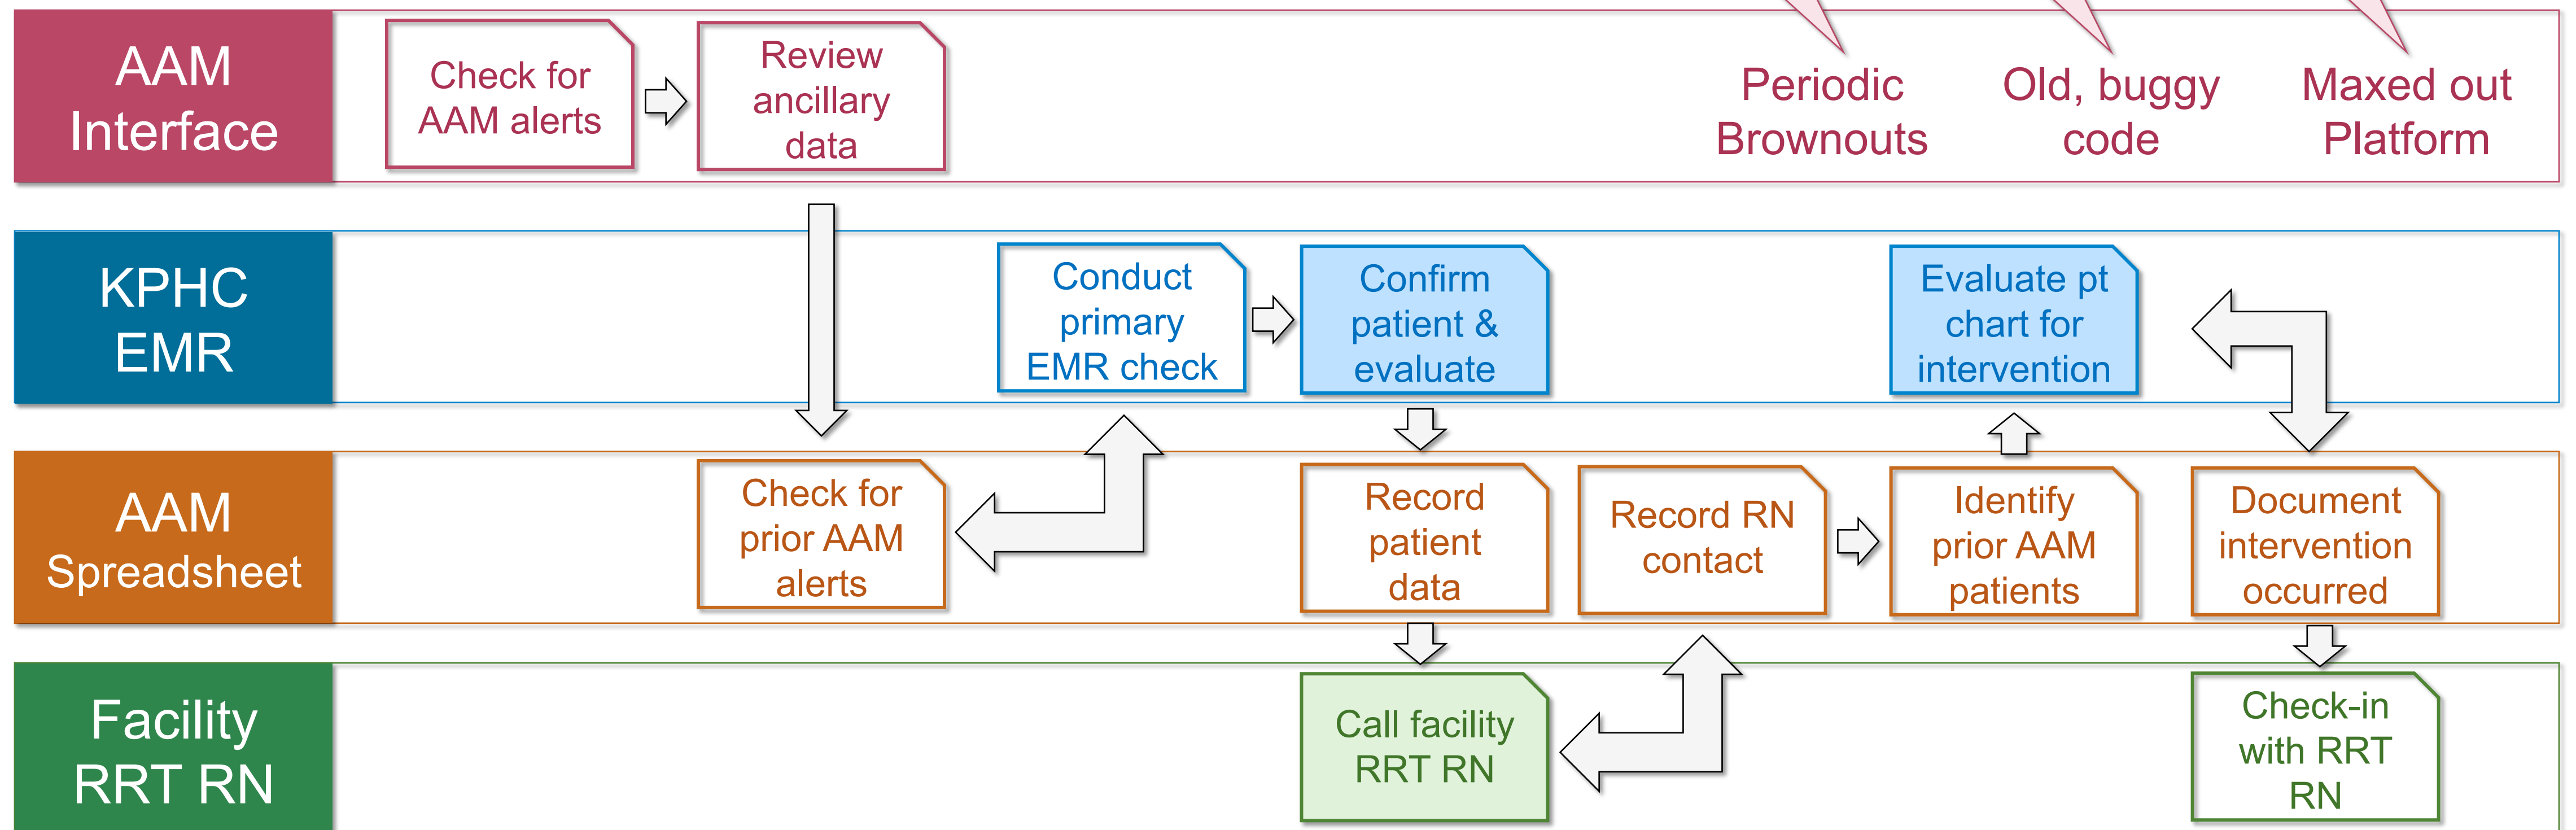 AAM
Interface
Check for
AAM alerts
Review
ancillary
data
Periodic
Brownouts
Old, buggy
code
Maxed out
Platform
KPHC
EMR
Conduct
primary
EMR check
Confirm
patient &
evaluate
Evaluate pt
chart for
intervention
AAM
Spreadsheet
Check for
prior AAM
alerts
Record
patient
data
Record RN
contact
Identify
prior AAM
patients
Document
intervention
occurred
Facility
RRT RN
Call facility
RRT RN
Check-in
with RRT
RN